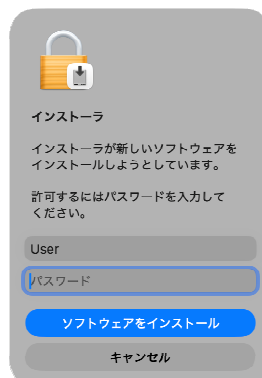 インストーラ
インストーラが新しいソフトウェアを
インストールしようとしています。
許可するにはパスワードを入力して
ください。
User
パスワード
ソフトウェアをインストール
キャンセル